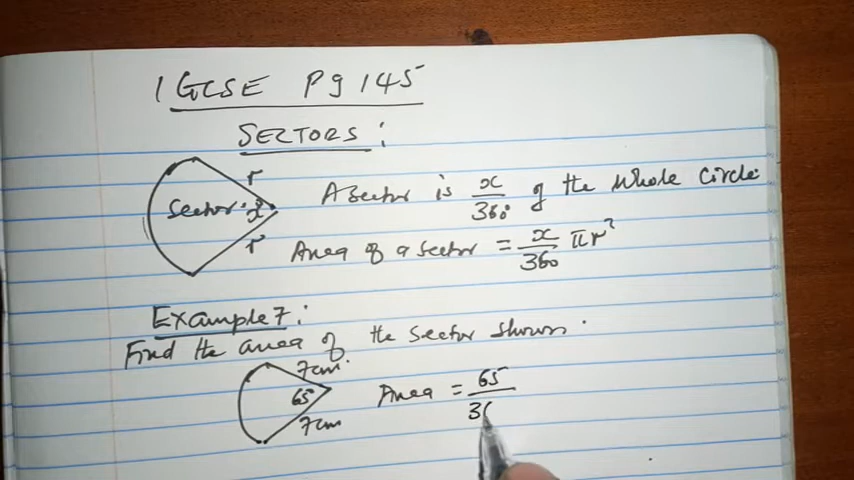 IGCSE Pg 145
SECTORS:
r
Sector x A sector is x/360° of the whole circle.
r Area of a sector = x/360 πr²
Example 7:
Find the area of the sector shown.
7cm.
65 Area = 65/36
7cm